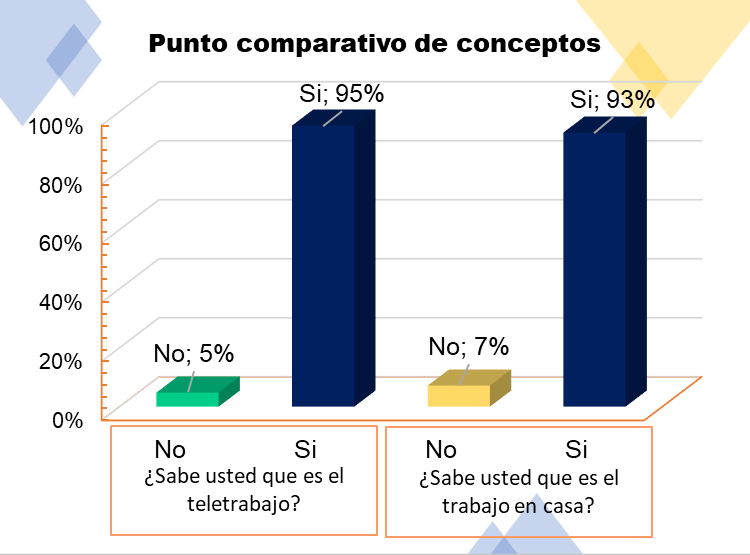 Punto comparativo de conceptos
Si; 95%
Si; 93%
100%
80%
60%
40%
20%
0%
No; 5%
No; 7%
No Si No Si
¿Sabe usted que es el
teletrabajo?
¿Sabe usted que es el
trabajo en casa?